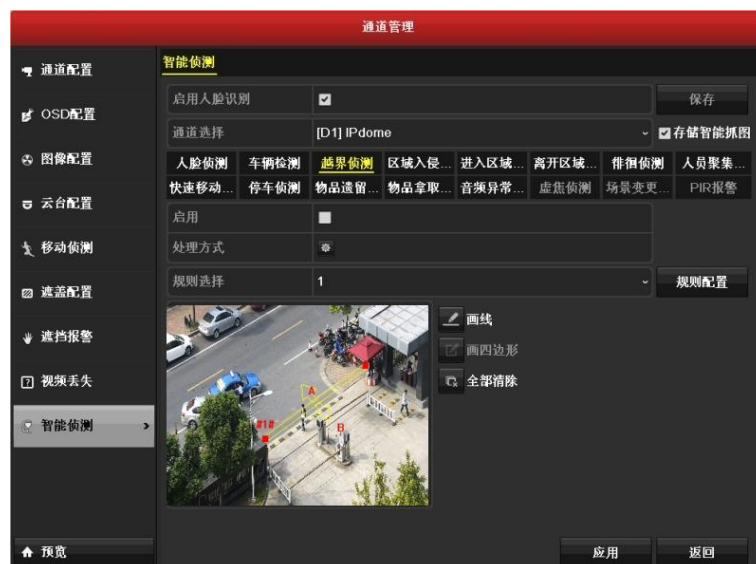 通道管理
通道配置
OSD配置
图像配置
云台配置
移动侦测
遮盖配置
遮挡报警
视频丢失
智能侦测
预览
智能侦测
启用人脸识别
保存
通道选择 [D1] IPdome
存储智能抓图
人脸侦测 车辆检测 越界侦测 区域入侵... 进入区域... 离开区域... 徘徊侦测 人员聚集...
快速移动... 停车侦测 物品遗留... 物品拿取... 音频异常... 虚焦侦测 场景变更... PIR报警
启用
处理方式
规则选择 1
规则配置
画线
画四边形
全部清除
A
#1#
B
应用 返回